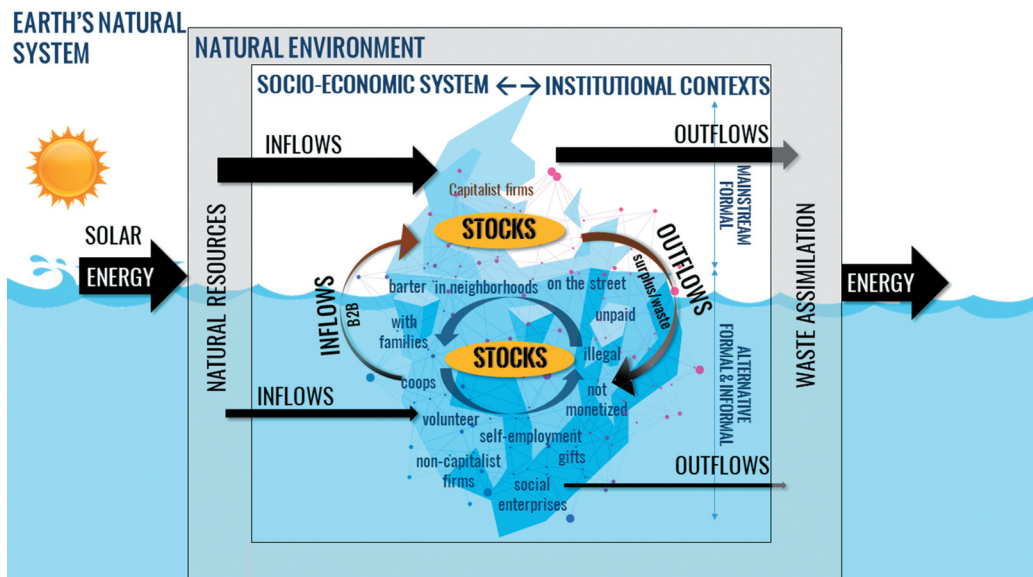 EARTH'S NATURAL
SYSTEM
NATURAL ENVIRONMENT
SOCIO-ECONOMIC SYSTEM
INSTITUTIONAL CONTEXTS
INFLOWS
OUTFLOWS
Capitalist firms
STOCKS
MAINSTREAM
FORMAL
SOLAR
ENERGY
NATURAL RESOURCES
INFLOWS
B2B
OUTFLOWS
surplus/waste
WASTE ASSIMILATION
ENERGY
barter
in neighborhoods
on the street
with
families
unpaid
STOCKS
illegal
coops
not
monetized
ALTERNATIVE
FORMAL & INFORMAL
INFLOWS
volunteer
self-employment
gifts
non-capitalist
firms
social
enterprises
OUTFLOWS